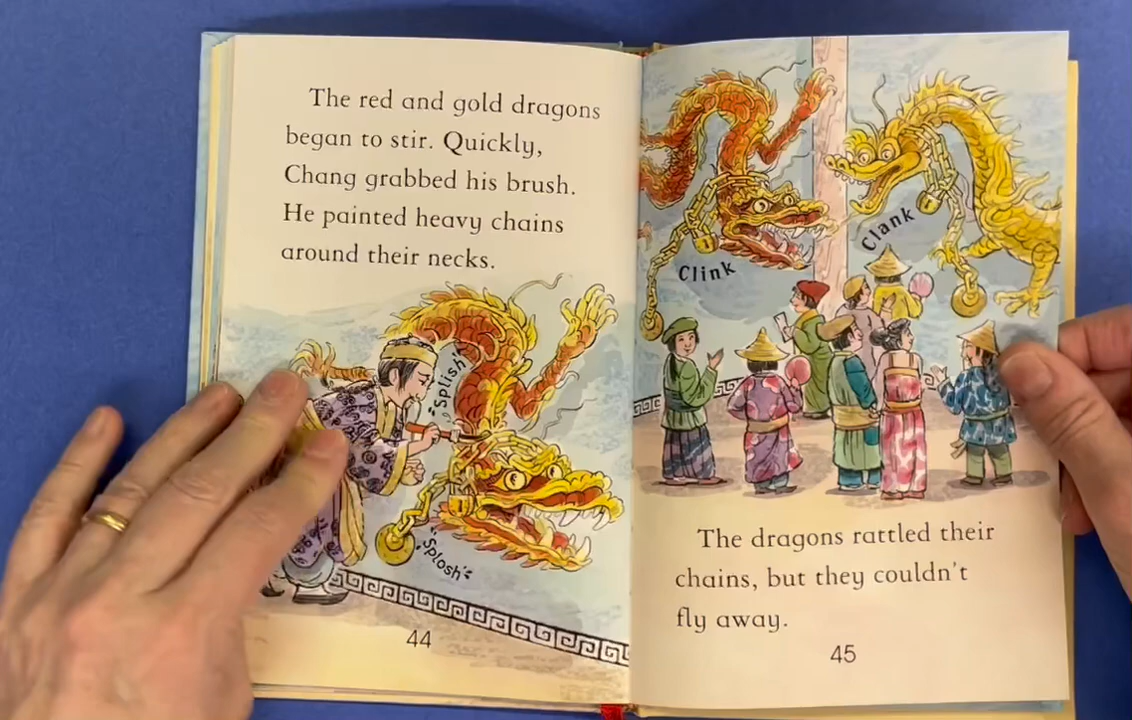 The red and gold dragons
began to stir. Quickly,
Chang grabbed his brush.
He painted heavy chains
around their necks.
Splish
Splosh
44
Clink
Clank
The dragons rattled their
chains, but they couldn't
fly away.
45